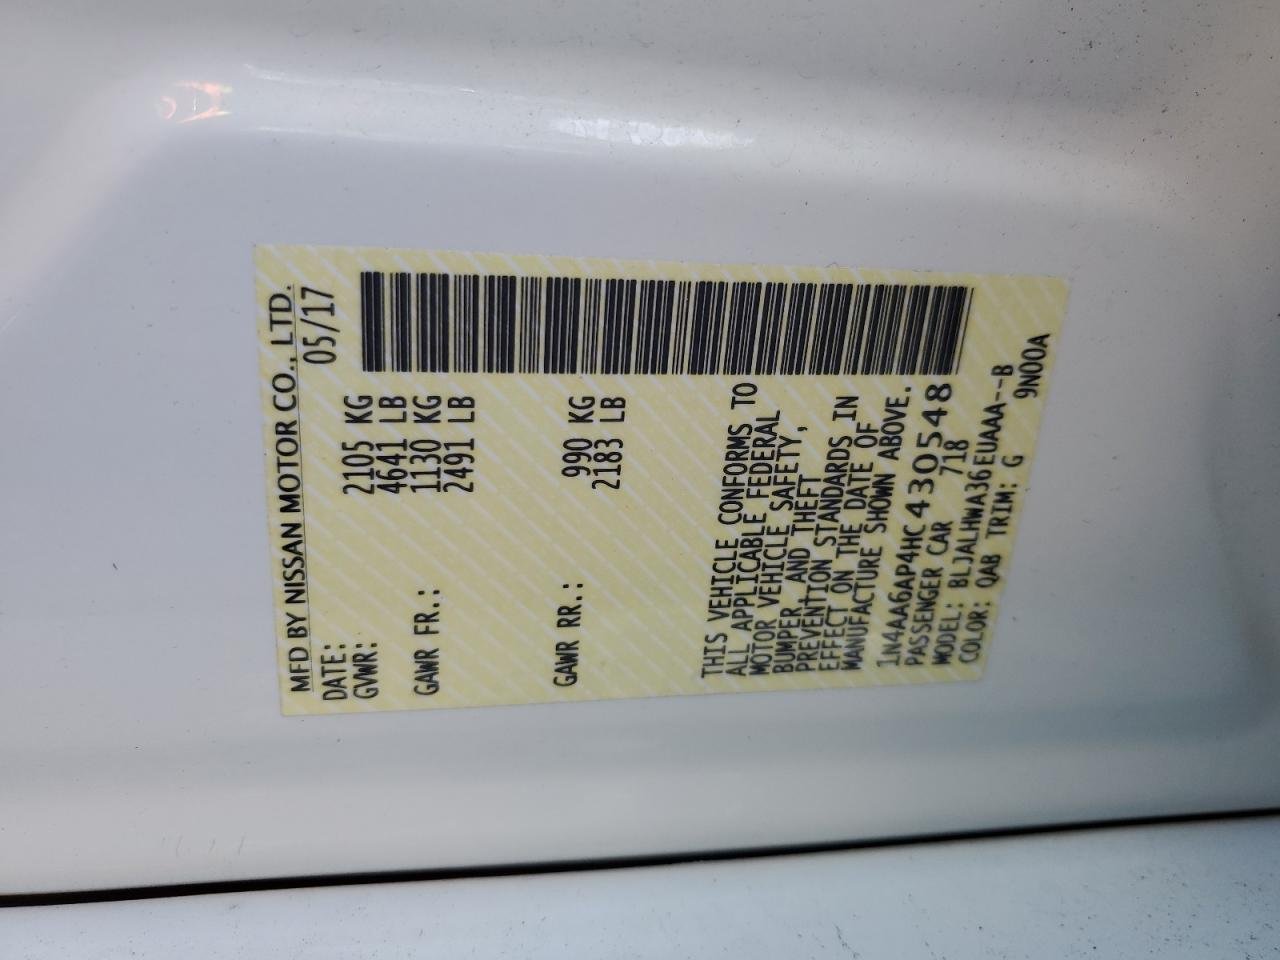 MFD BY NISSAN MOTOR CO., LTD.
DATE: 05/17
GVWR: 2105 KG
4641 LB
GAWR FR.: 1130 KG
2491 LB
GAWR RR.: 990 KG
2183 LB
THIS VEHICLE CONFORMS TO
ALL APPLICABLE FEDERAL
MOTOR VEHICLE SAFETY,
BUMPER, AND THEFT
PREVENTION STANDARDS IN
EFFECT ON THE DATE OF
MANUFACTURE SHOWN ABOVE.
1N4AA6AP4HC430548
PASSENGER CAR 718
MODEL: BLJALHWA36EUAAA--B
COLOR: QAB TRIM: G 9N00A